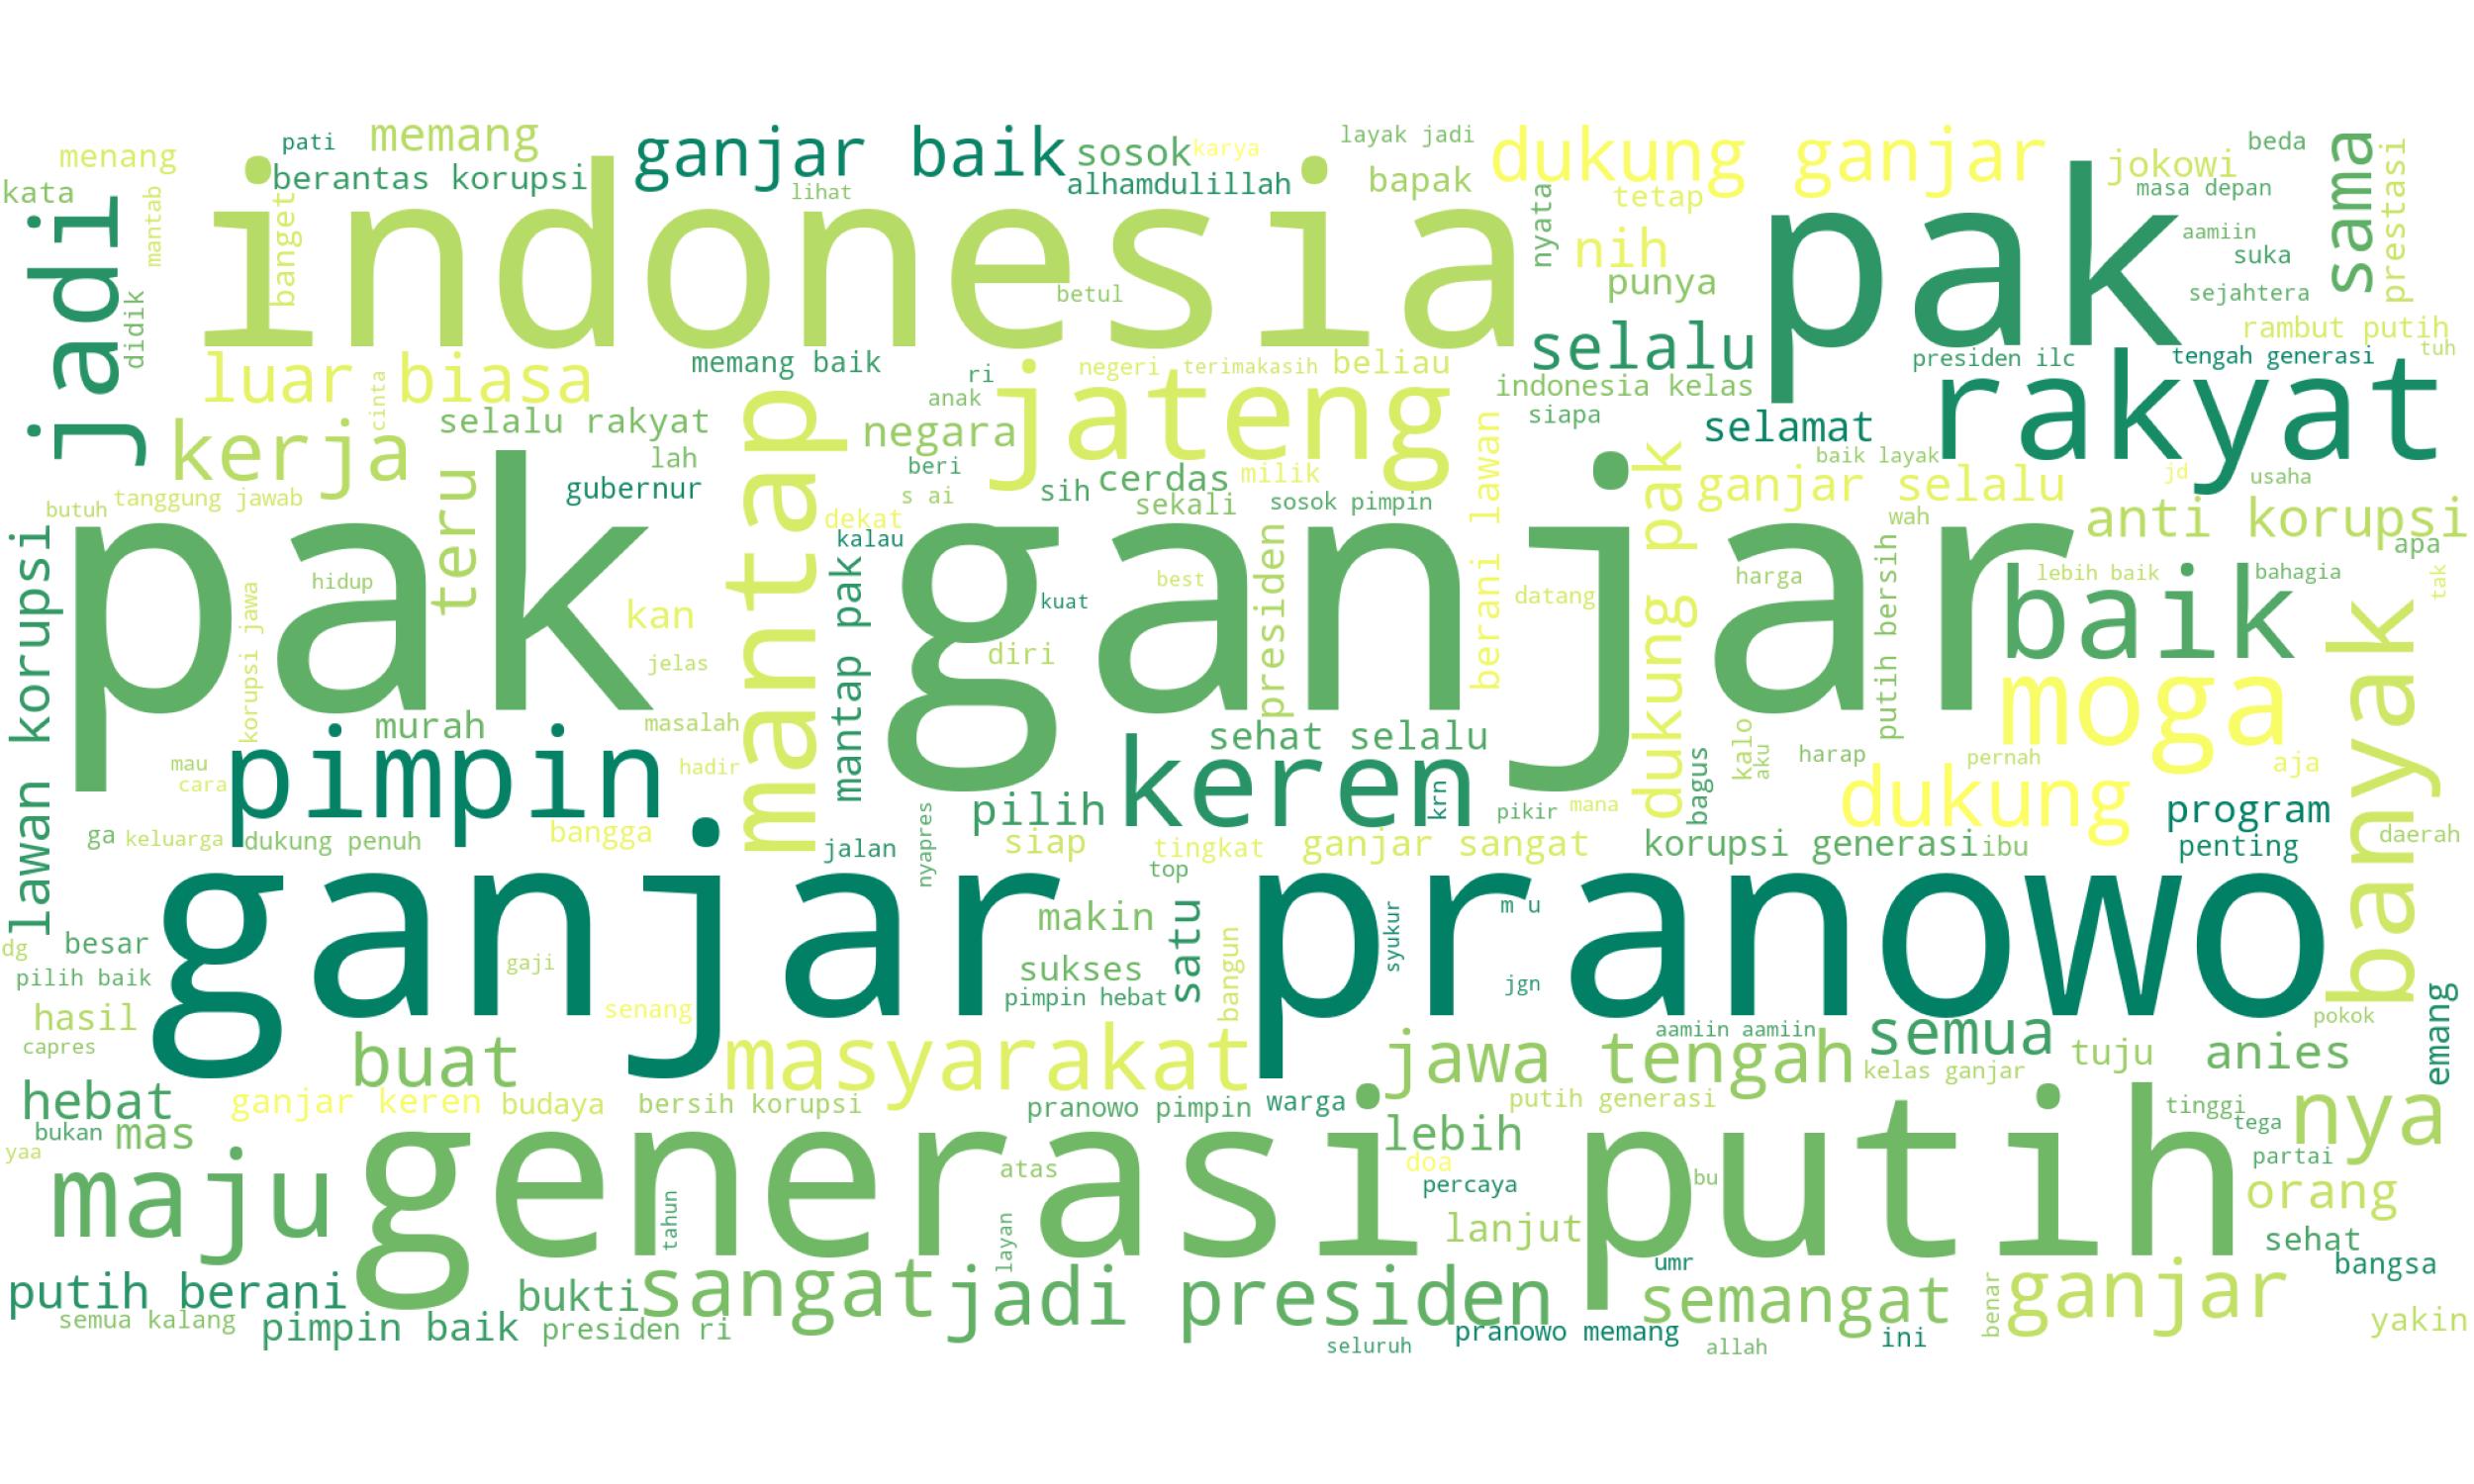 pati
memang
ganjar baik
sosok
karya
layak jadi
dukung ganjar
beda
sama
prestasi
menang
kata
mantab
berantas korupsi
banget
lihat
alhamdulillah
bapak
nyata
tetap
jokowi
masa depan
jadi
indonesia
nih
pak
aamiin
suka
didik
betul
punya
sejahtera
selalu
rambut putih
tuh
luar biasa
cinta
memang baik
ri
jateng
negeri
terimakasih
beliau
indonesia kelas
presiden ilc
tengah generasi
rakyat
kerja
selalu rakyat
mantap
anak
negara
siapa
selamat
teru
lah
beri
cerdas
milik
berani lawan
dukung pak
baik layak
butuh
tanggung jawab
gubernur
s ai
sih
sekali
sosok pimpin
ganjar selalu
jd
usaha
lawan korupsi
pak
dekat
kalau
ganjar
presiden
wah
anti korupsi
apa
korupsi jawa
hidup
kan
mantap pak
kuat
best
datang
harga
putih bersih
baik
lebih baik
bahagia
tak
jelas
diri
moga
banyak
murah
masalah
sehat selalu
bagus
kalo
aku
harap
pernah
aja
mau
cara
pimpin
hadir
keren
krn
dukung
program
ga
keluarga
dukung penuh
bangga
jalan
nyapres
pilih
siap
tingkat
top
pikir
mana
ganjar sangat
korupsi generasi
ibu
penting
daerah
dg
besar
pilih baik
ganjar pranowo
gaji
senang
makin
sukses
pimpin hebat
satu
bangun
syukur
m u
jgn
emang
hasil
capres
buat
masyarakat
jawa tengah
aamiin aamiin
semua
kelas ganjar
tuju
anies
pokok
hebat
bukan
mas
ganjar keren
budaya
bersih korupsi
pranowo pimpin
warga
putih generasi
tinggi
tega
nya
yaa
maju
generasi putih
tahun
atas
layan
lebih
doa
percaya
bu
partai
orang
lanjut
sehat
putih berani
bukti
sangat
jadi presiden
umr
semangat
benar
ganjar
bangsa
semua kalang
pimpin baik
presiden ri
seluruh
pranowo memang
allah
ini
yakin